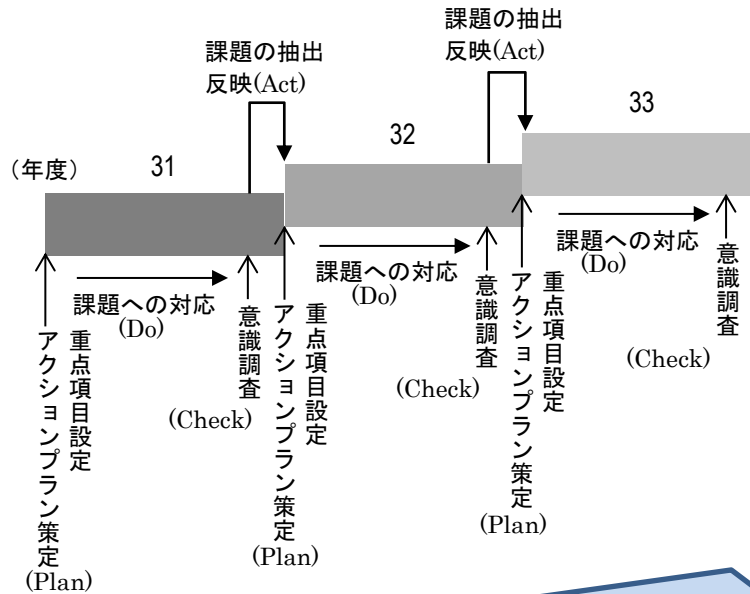 課題の抽出
反映(Act)
課題の抽出
反映(Act)
(年度)
31
32
33
課題への対応
(Do)
課題への対応
(Do)
課題への対応
(Do)
重点項目設定
アクションプラン策定
(Plan)
意識調査
(Check)
重点項目設定
アクションプラン策定
(Plan)
意識調査
(Check)
重点項目設定
アクションプラン策定
(Plan)
意識調査
(Check)